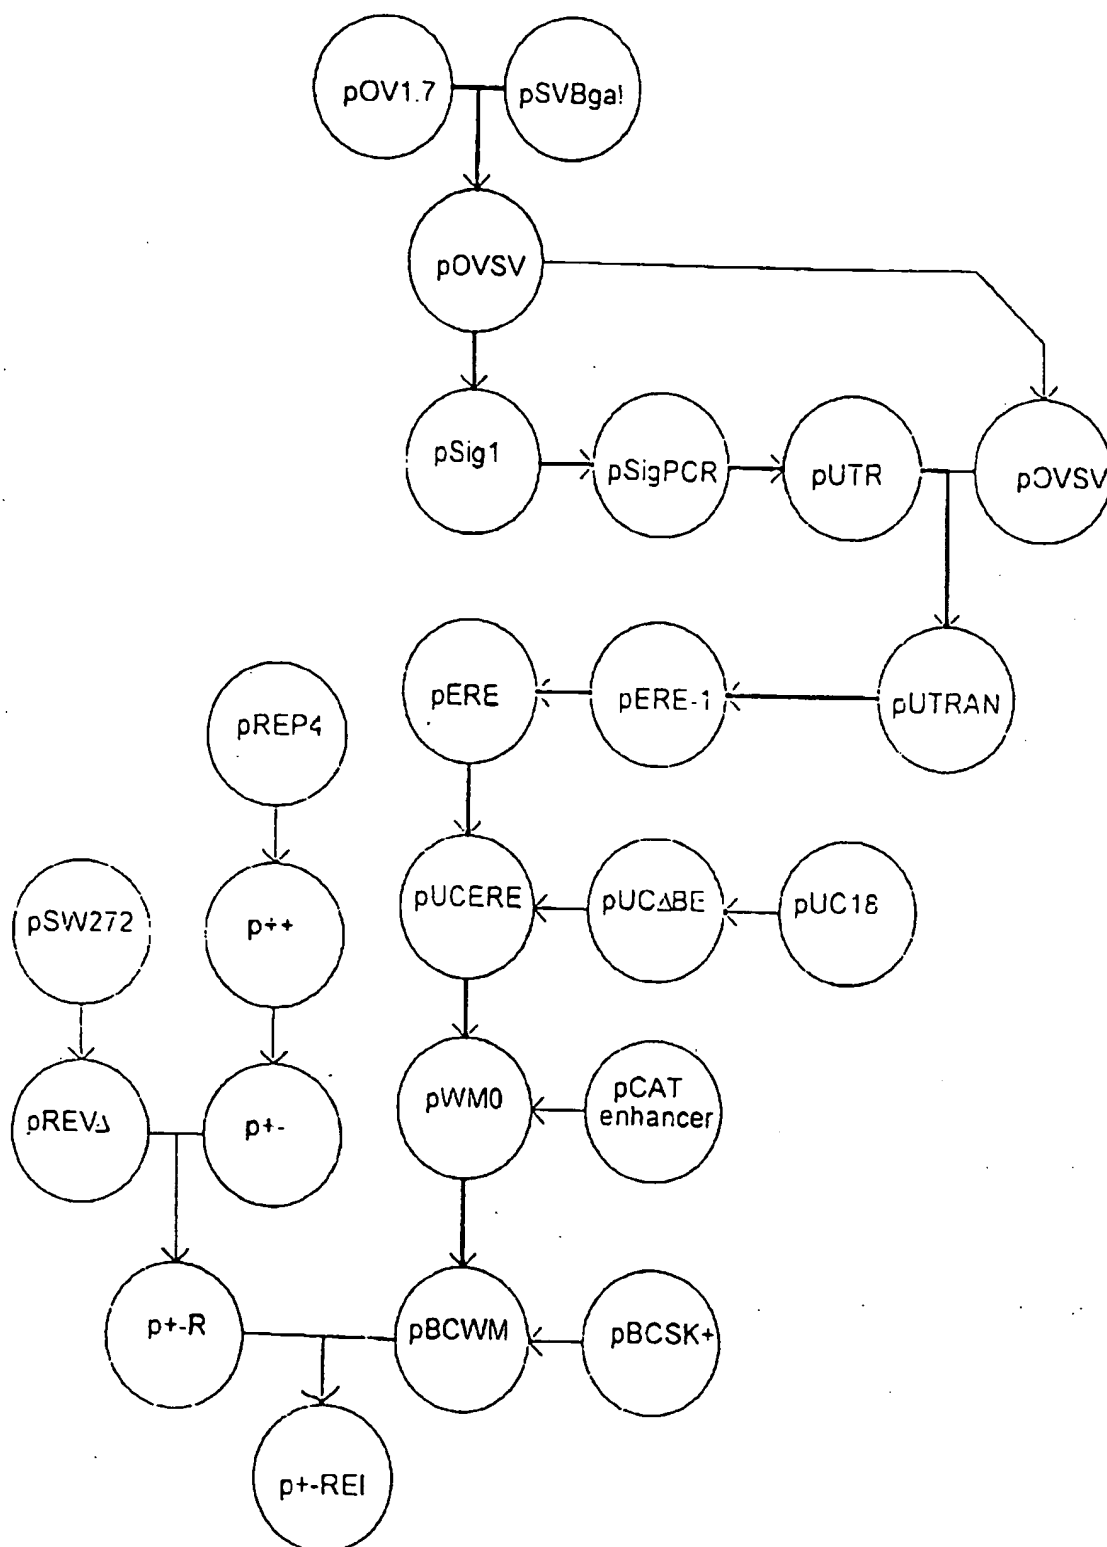 pOV1.7
pSVBgal
pOVSV
pSig1
pSigPCR
pUTR
pOVSV
pERE
pERE-1
pUTRAN
pREP4
pSW272
p++
pUCERE
pUCΔBE
pUC18
pREVΔ
p+-
pWM0
pCAT
enhancer
p+-R
pBCWM
pBCSK+
p+-REI